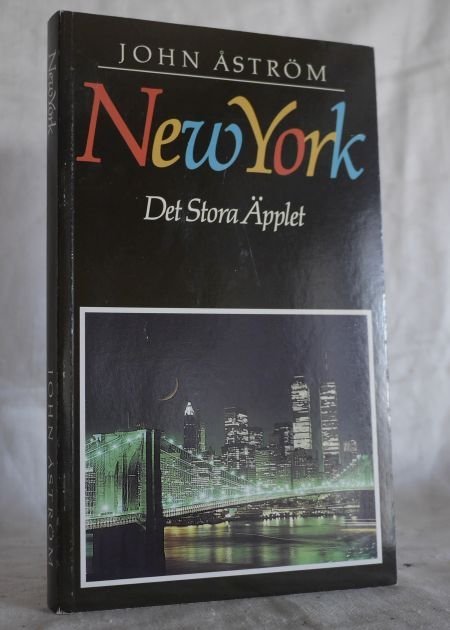 JOHN ÅSTRÖM
New York
Det Stora Äpplet
New York
JOHN ÅSTRÖM